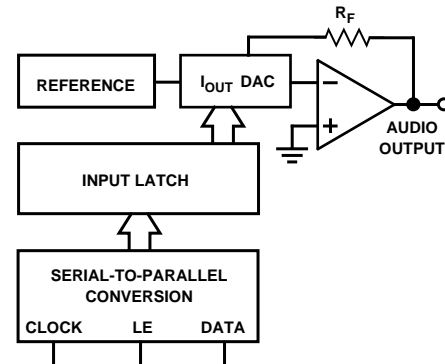 R_F
REFERENCE
I_OUT DAC
–
+
AUDIO
OUTPUT
INPUT LATCH
SERIAL-TO-PARALLEL
CONVERSION
CLOCK LE DATA